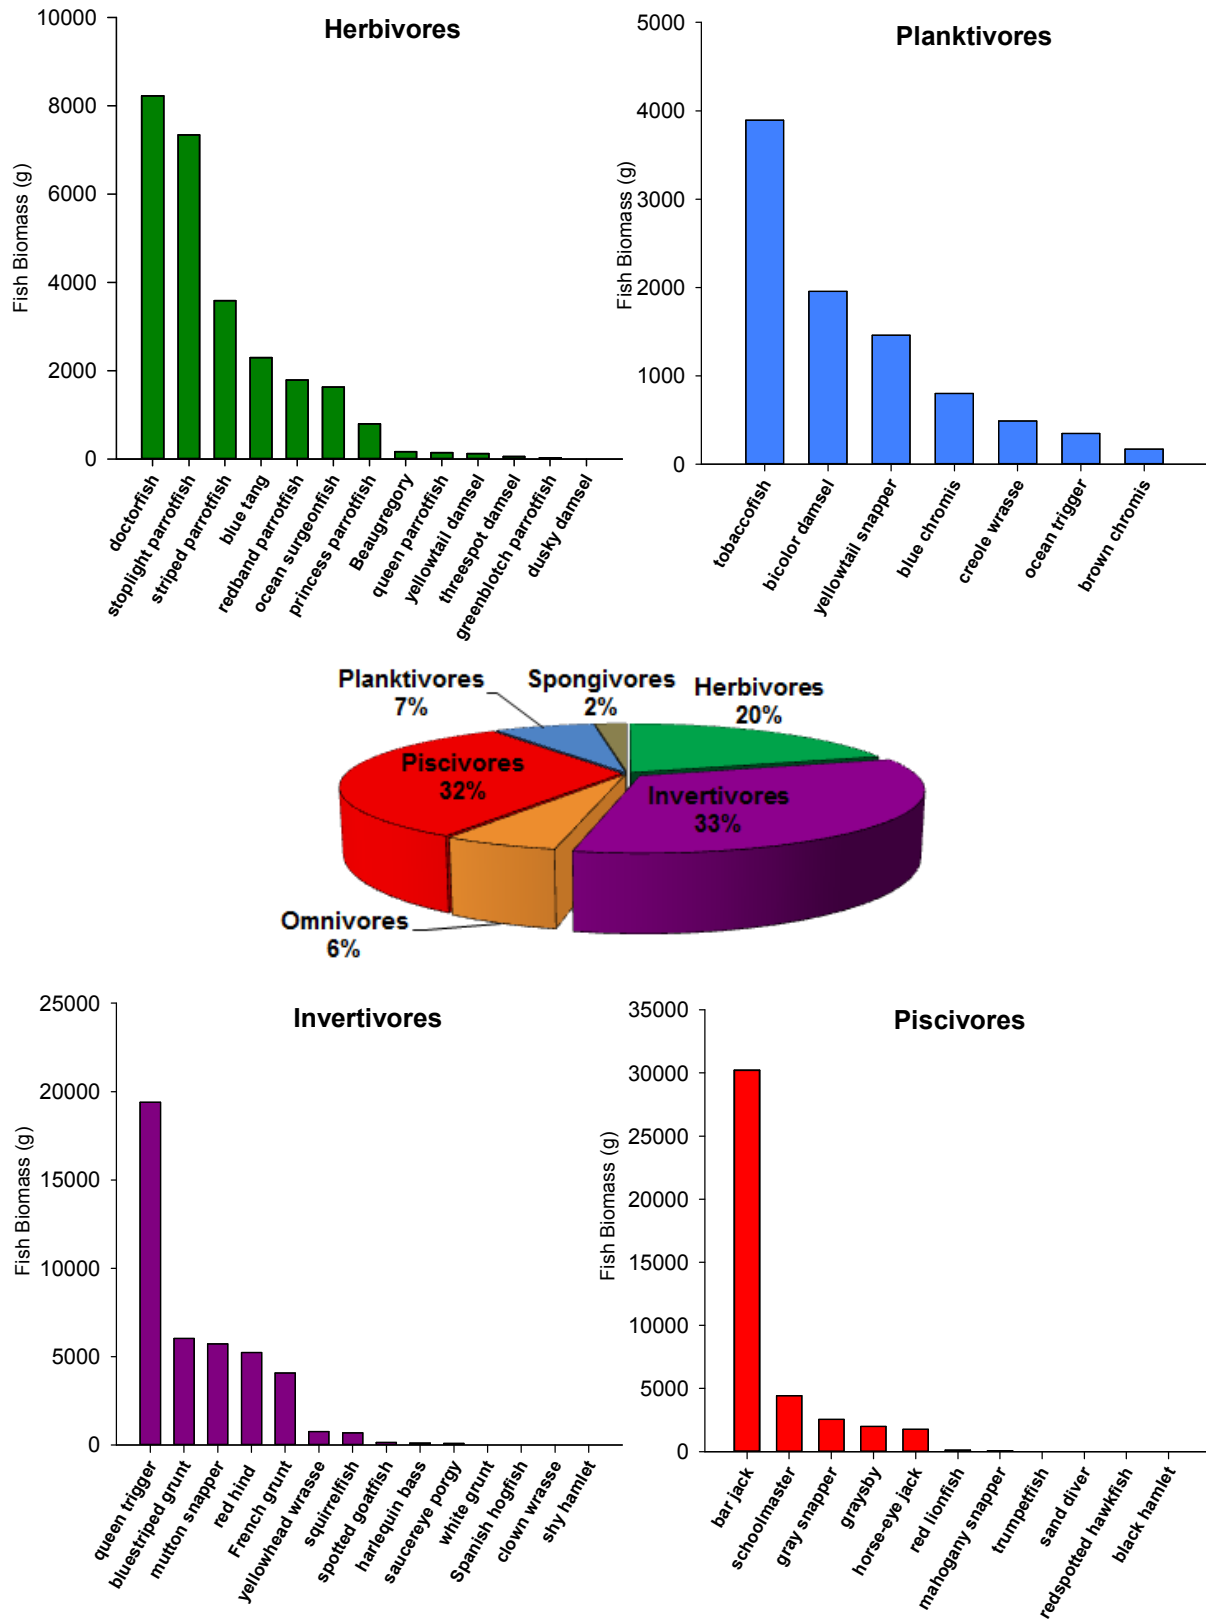 Herbivores
Fish Biomass (g)
10000
8000
6000
4000
2000
0
doctorfish
stoplight parrotfish
striped parrotfish
blue tang
redband parrotfish
ocean surgeonfish
princess parrotfish
Beaugregory
queen parrotfish
yellowtail damsel
threespot damsel
greenblotch parrotfish
dusky damsel
Planktivores
Fish Biomass (g)
5000
4000
3000
2000
1000
0
tobaccofish
bicolor damsel
yellowtail snapper
blue chromis
creole wrasse
ocean trigger
brown chromis
Planktivores
7%
Spongivores
2%
Herbivores
20%
Piscivores
32%
Invertivores
33%
Omnivores
6%
Invertivores
Fish Biomass (g)
25000
20000
15000
10000
5000
0
queen trigger
bluestriped grunt
mutton snapper
red hind
French grunt
yellowhead wrasse
squirrelfish
spotted goatfish
harlequin bass
saucereye porgy
white grunt
Spanish hogfish
clown wrasse
shy hamlet
Piscivores
Fish Biomass (g)
35000
30000
25000
20000
15000
10000
5000
0
bar jack
schoolmaster
gray snapper
graysby
horse-eye jack
red lionfish
mahogany snapper
trumpetfish
sand diver
redspotted hawkfish
black hamlet